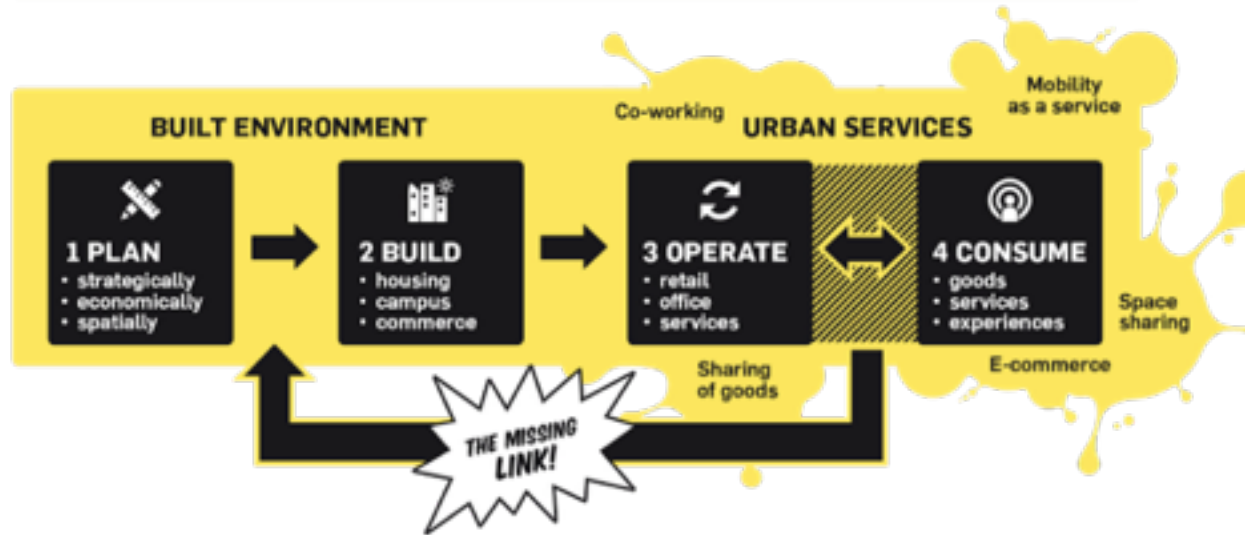 BUILT ENVIRONMENT
Co-working
URBAN SERVICES
Mobility
as a service
1 PLAN
• strategically
• economically
• spatially
2 BUILD
• housing
• campus
• commerce
3 OPERATE
• retail
• office
• services
4 CONSUME
• goods
• services
• experiences
Space
sharing
E-commerce
Sharing
of goods
THE MISSING
LINK!